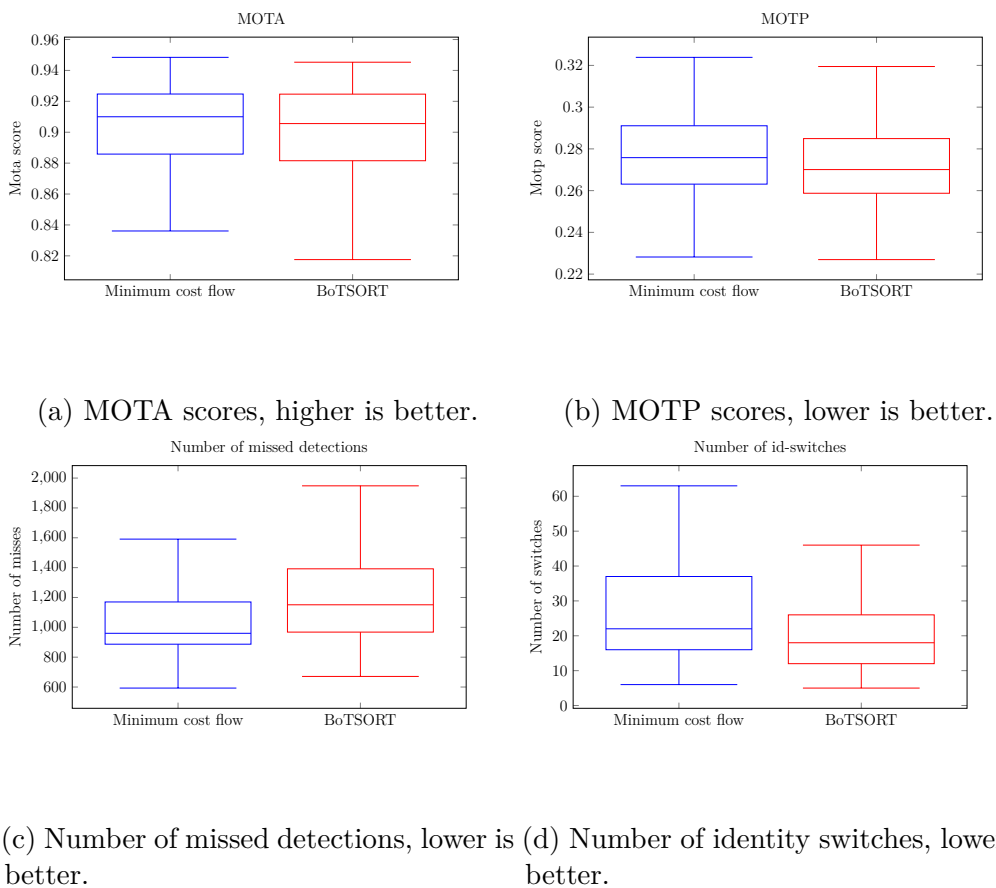 MOTA
0.96
0.94
0.92
0.9
0.88
0.86
0.84
0.82
Mota score
Minimum cost flow
BoTSORT
(a) MOTA scores, higher is better.
MOTP
0.32
0.3
0.28
0.26
0.24
0.22
Motp score
Minimum cost flow
BoTSORT
(b) MOTP scores, lower is better.
Number of missed detections
2,000
1,800
1,600
1,400
1,200
1,000
800
600
Number of misses
Minimum cost flow
BoTSORT
(c) Number of missed detections, lower is
better.
Number of id-switches
60
50
40
30
20
10
0
Number of switches
Minimum cost flow
BoTSORT
(d) Number of identity switches, lowe
better.